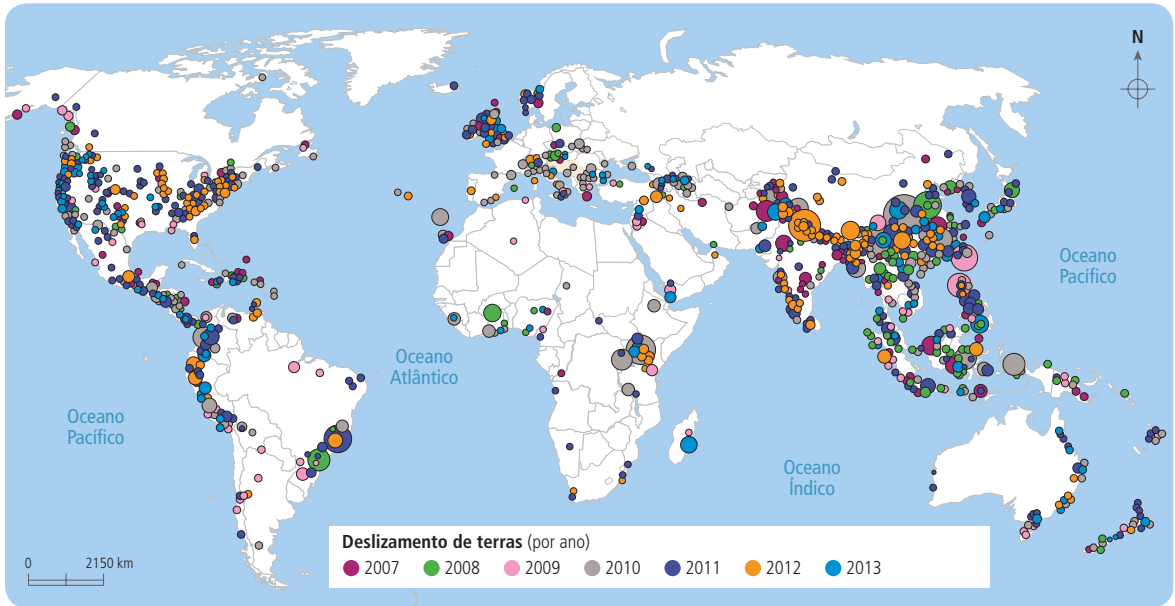 N
Oceano
Pacífico
Oceano
Atlântico
Oceano
Pacífico
Oceano
Índico
Deslizamento de terras (por ano)
2007 2008 2009 2010 2011 2012 2013
0 2150 km